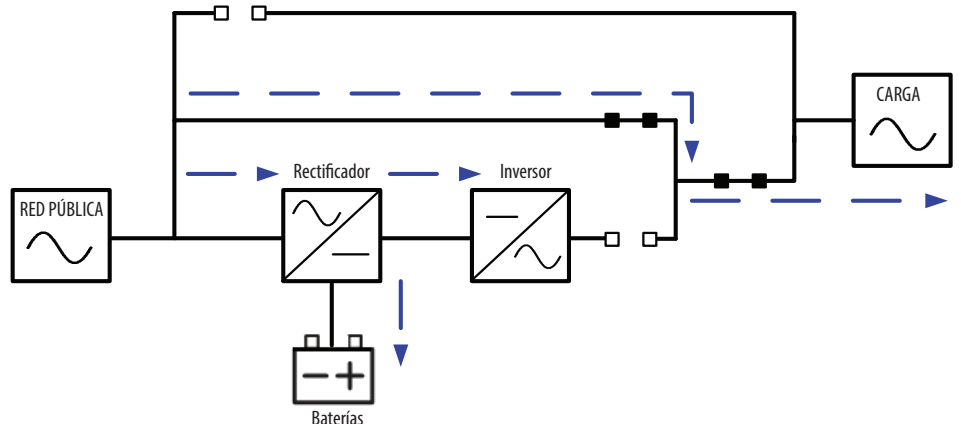 CARGA
Rectificador
Inversor
RED PÚBLICA
Baterías